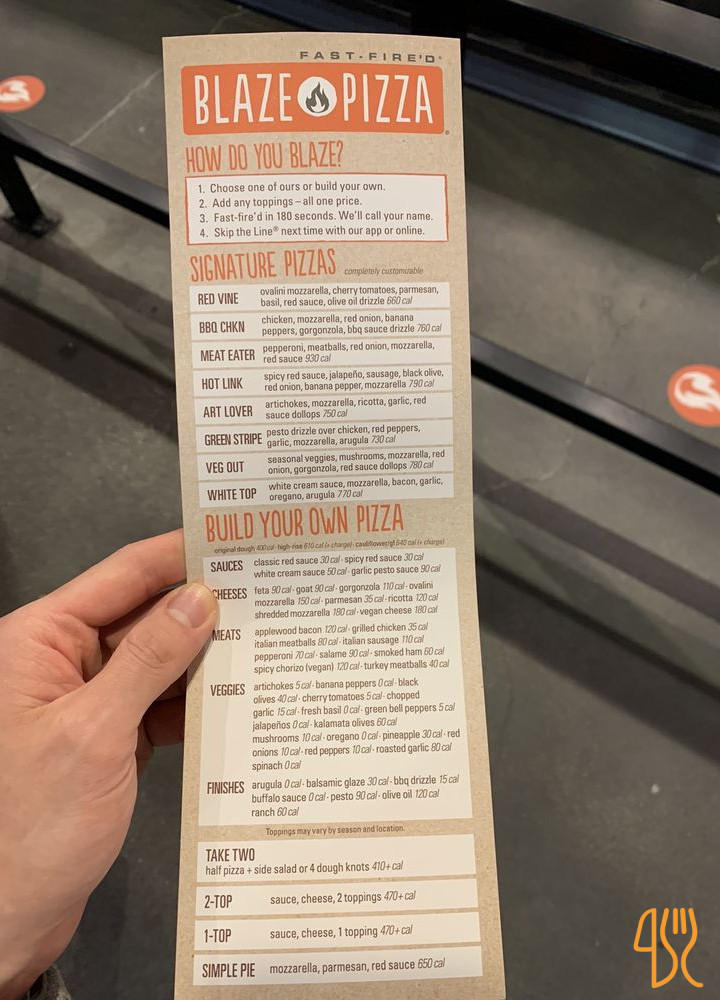 FAST-FIRE'D®
BLAZE PIZZA®
HOW DO YOU BLAZE?
1. Choose one of ours or build your own.
2. Add any toppings – all one price.
3. Fast-fire'd in 180 seconds. We'll call your name.
4. Skip the Line® next time with our app or online.
SIGNATURE PIZZAS completely customizable
RED VINE ovalini mozzarella, cherry tomatoes, parmesan,
basil, red sauce, olive oil drizzle 660 cal
BBQ CHKN chicken, mozzarella, red onion, banana
peppers, gorgonzola, bbq sauce drizzle 760 cal
MEAT EATER pepperoni, meatballs, red onion, mozzarella,
red sauce 930 cal
HOT LINK spicy red sauce, jalapeño, sausage, black olive,
red onion, banana pepper, mozzarella 790 cal
ART LOVER artichokes, mozzarella, ricotta, garlic, red
sauce dollops 750 cal
GREEN STRIPE pesto drizzle over chicken, red peppers,
garlic, mozzarella, arugula 730 cal
VEG OUT seasonal veggies, mushrooms, mozzarella, red
onion, gorgonzola, red sauce dollops 780 cal
WHITE TOP white cream sauce, mozzarella, bacon, garlic,
oregano, arugula 770 cal
BUILD YOUR OWN PIZZA
original dough 400 cal · high-rise 610 cal (+ charge) · cauliflower/gf 640 cal (+ charge)
SAUCES classic red sauce 30 cal · spicy red sauce 30 cal
white cream sauce 50 cal · garlic pesto sauce 90 cal
CHEESES feta 90 cal · goat 90 cal · gorgonzola 110 cal · ovalini
mozzarella 150 cal · parmesan 35 cal · ricotta 120 cal
shredded mozzarella 180 cal · vegan cheese 180 cal
MEATS applewood bacon 120 cal · grilled chicken 35 cal
italian meatballs 80 cal · italian sausage 110 cal
pepperoni 70 cal · salame 90 cal · smoked ham 60 cal
spicy chorizo (vegan) 120 cal · turkey meatballs 40 cal
VEGGIES artichokes 5 cal · banana peppers 0 cal · black
olives 40 cal · cherry tomatoes 5 cal · chopped
garlic 15 cal · fresh basil 0 cal · green bell peppers 5 cal
jalapeños 0 cal · kalamata olives 60 cal
mushrooms 10 cal · oregano 0 cal · pineapple 30 cal · red
onions 10 cal · red peppers 10 cal · roasted garlic 80 cal
spinach 0 cal
FINISHES arugula 0 cal · balsamic glaze 30 cal · bbq drizzle 15 cal
buffalo sauce 0 cal · pesto 90 cal · olive oil 120 cal
ranch 60 cal
Toppings may vary by season and location.
TAKE TWO
half pizza + side salad or 4 dough knots 410+ cal
2-TOP sauce, cheese, 2 toppings 470+ cal
1-TOP sauce, cheese, 1 topping 470+ cal
SIMPLE PIE mozzarella, parmesan, red sauce 650 cal